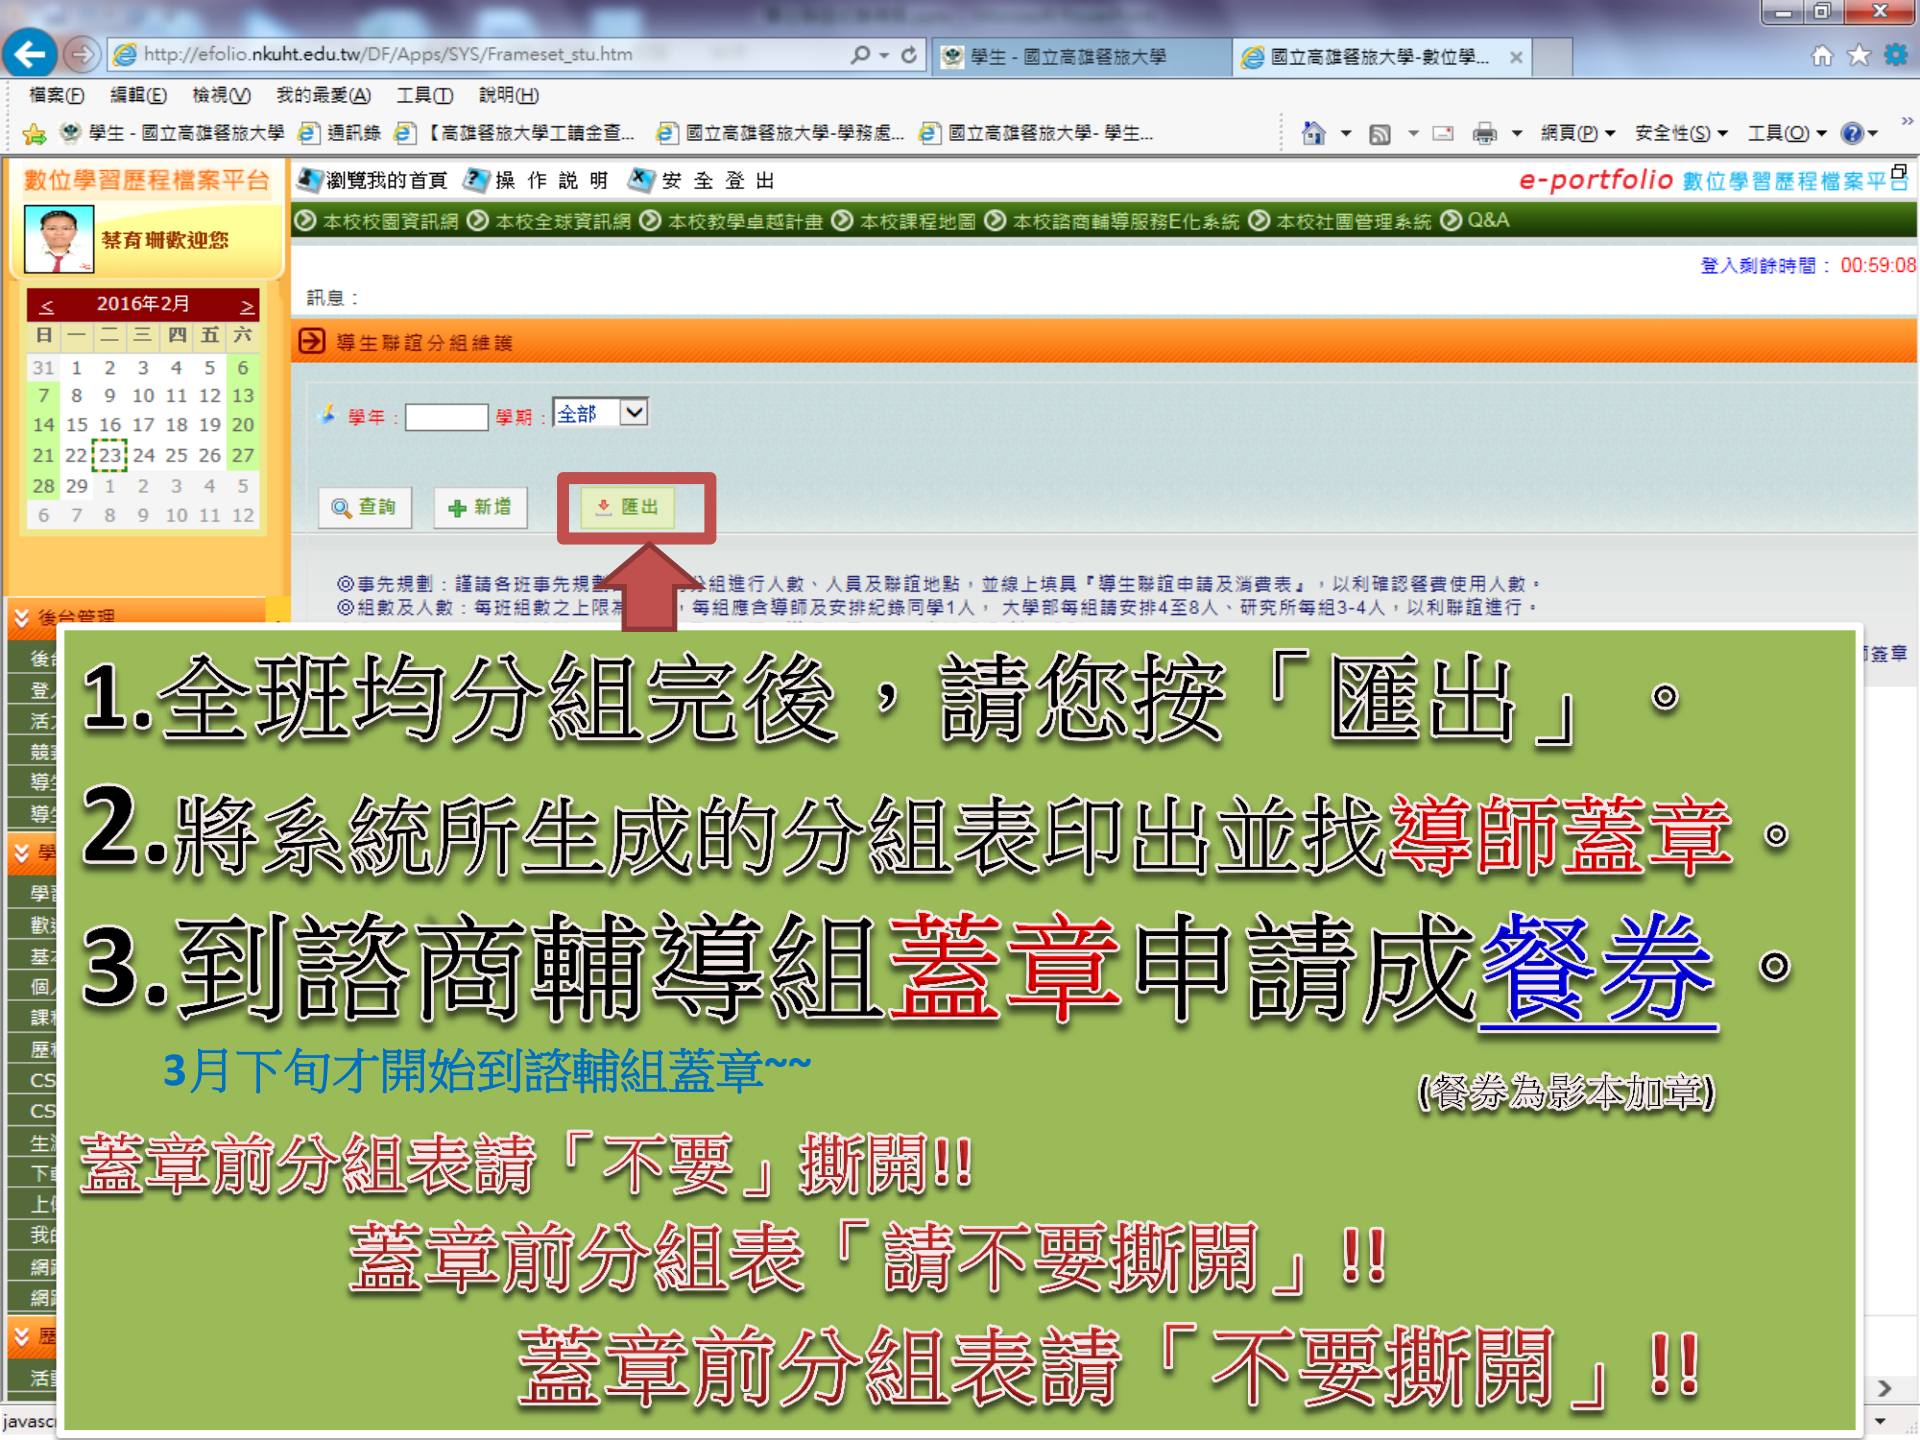 http://efolio.nkuht.edu.tw/DF/Apps/SYS/Frameset_stu.htm
學生 - 國立高雄餐旅大學
國立高雄餐旅大學-數位學...
檔案(F) 編輯(E) 檢視(V) 我的最愛(A) 工具(T) 說明(H)
學生 - 國立高雄餐旅大學 通訊錄 【高雄餐旅大學工讀金查... 國立高雄餐旅大學-學務處... 國立高雄餐旅大學- 學生...
網頁(P) 安全性(S) 工具(O)
數位學習歷程檔案平台
瀏覽我的首頁 操作說明 安全登出
e-portfolio 數位學習歷程檔案平台
蔡育珊歡迎您
本校校園資訊網 本校全球資訊網 本校教學卓越計畫 本校課程地圖 本校諮商輔導服務E化系統 本校社團管理系統 Q&A
登入剩餘時間： 00:59:08
訊息：
< 2016年2月 >
日 一 二 三 四 五 六
31 1 2 3 4 5 6
7 8 9 10 11 12 13
14 15 16 17 18 19 20
21 22 23 24 25 26 27
28 29 1 2 3 4 5
6 7 8 9 10 11 12
導生聯誼分組維護
學年： 學期： 全部
查詢 新增 匯出
◎事先規劃：謹請各班事先規劃 分組進行人數、人員及聯誼地點，並線上填具『導生聯誼申請及消費表』，以利確認餐費使用人數。
◎組數及人數：每班組數之上限為 ，每組應含導師及安排紀錄同學1人， 大學部每組請安排4至8人、研究所每組3-4人，以利聯誼進行。
後台管理
簽章
1.全班均分組完後，請您按「匯出」。
2.將系統所生成的分組表印出並找導師蓋章。
3.到諮商輔導組蓋章申請成餐券。
3月下旬才開始到諮輔組蓋章~~
(餐券為影本加章)
蓋章前分組表請「不要」撕開!!
蓋章前分組表「請不要撕開」!!
蓋章前分組表請「不要撕開」!!
CS
CS
javasc